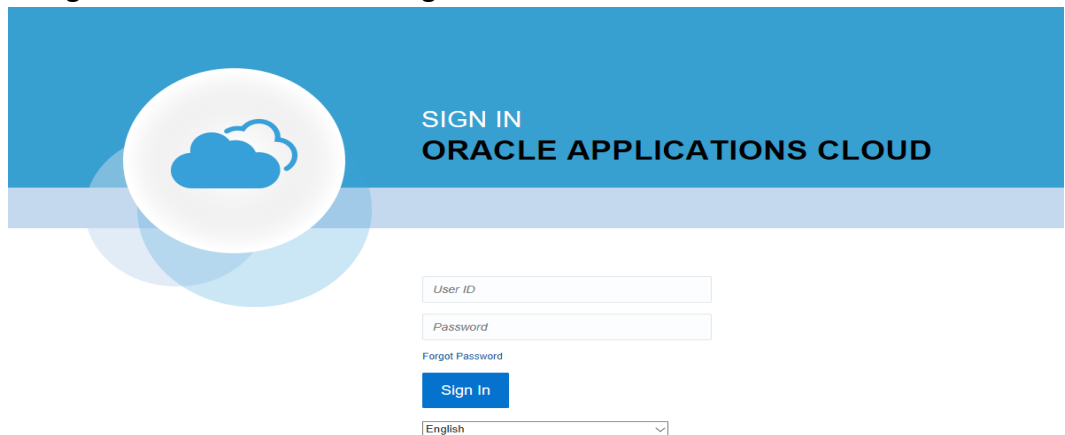 SIGN IN
ORACLE APPLICATIONS CLOUD
User ID
Password
Forgot Password
Sign In
English